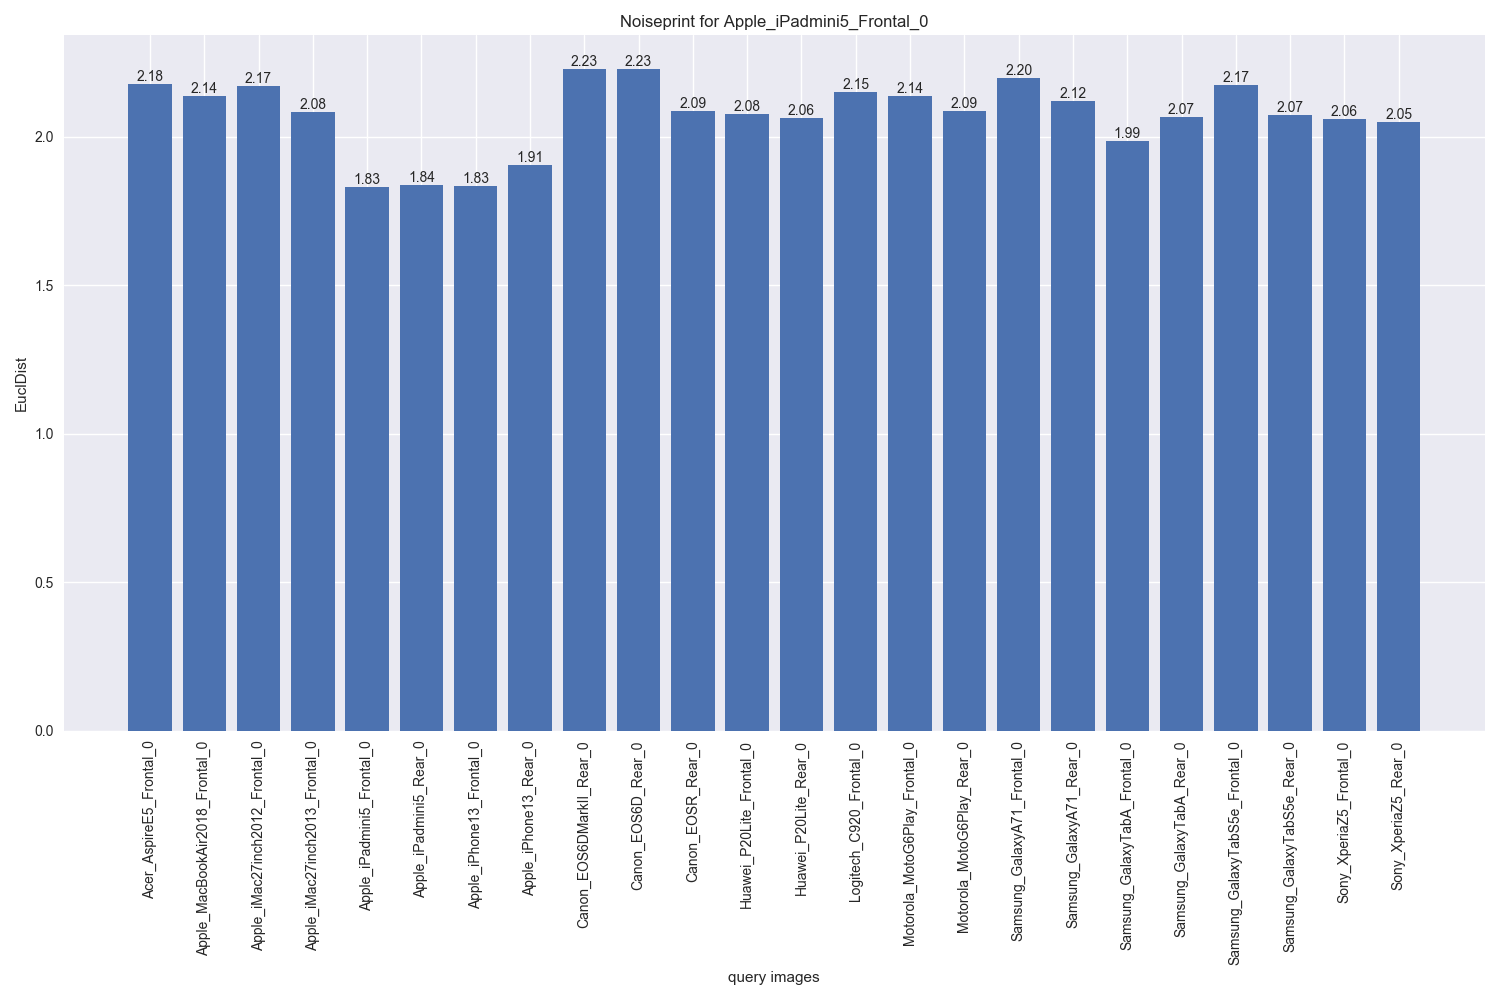 Noiseprint for Apple_iPadmini5_Frontal_0
EuclDist
2.0
1.5
1.0
0.5
0.0
2.18
2.14
2.17
2.08
1.83
1.84
1.83
1.91
2.23
2.23
2.09
2.08
2.06
2.15
2.14
2.09
2.20
2.12
1.99
2.07
2.17
2.07
2.06
2.05
Acer_AspireE5_Frontal_0
Apple_MacBookAir2018_Frontal_0
Apple_iMac27inch2012_Frontal_0
Apple_iMac27inch2013_Frontal_0
Apple_iPadmini5_Frontal_0
Apple_iPadmini5_Rear_0
Apple_iPhone13_Frontal_0
Apple_iPhone13_Rear_0
Canon_EOS6DMarkII_Rear_0
Canon_EOS6D_Rear_0
Canon_EOSR_Rear_0
Huawei_P20Lite_Frontal_0
Huawei_P20Lite_Rear_0
Logitech_C920_Frontal_0
Motorola_MotoG6Play_Frontal_0
Motorola_MotoG6Play_Rear_0
Samsung_GalaxyA71_Frontal_0
Samsung_GalaxyA71_Rear_0
Samsung_GalaxyTabA_Frontal_0
Samsung_GalaxyTabA_Rear_0
Samsung_GalaxyTabS5e_Frontal_0
Samsung_GalaxyTabS5e_Rear_0
Sony_XperiaZ5_Frontal_0
Sony_XperiaZ5_Rear_0
query images